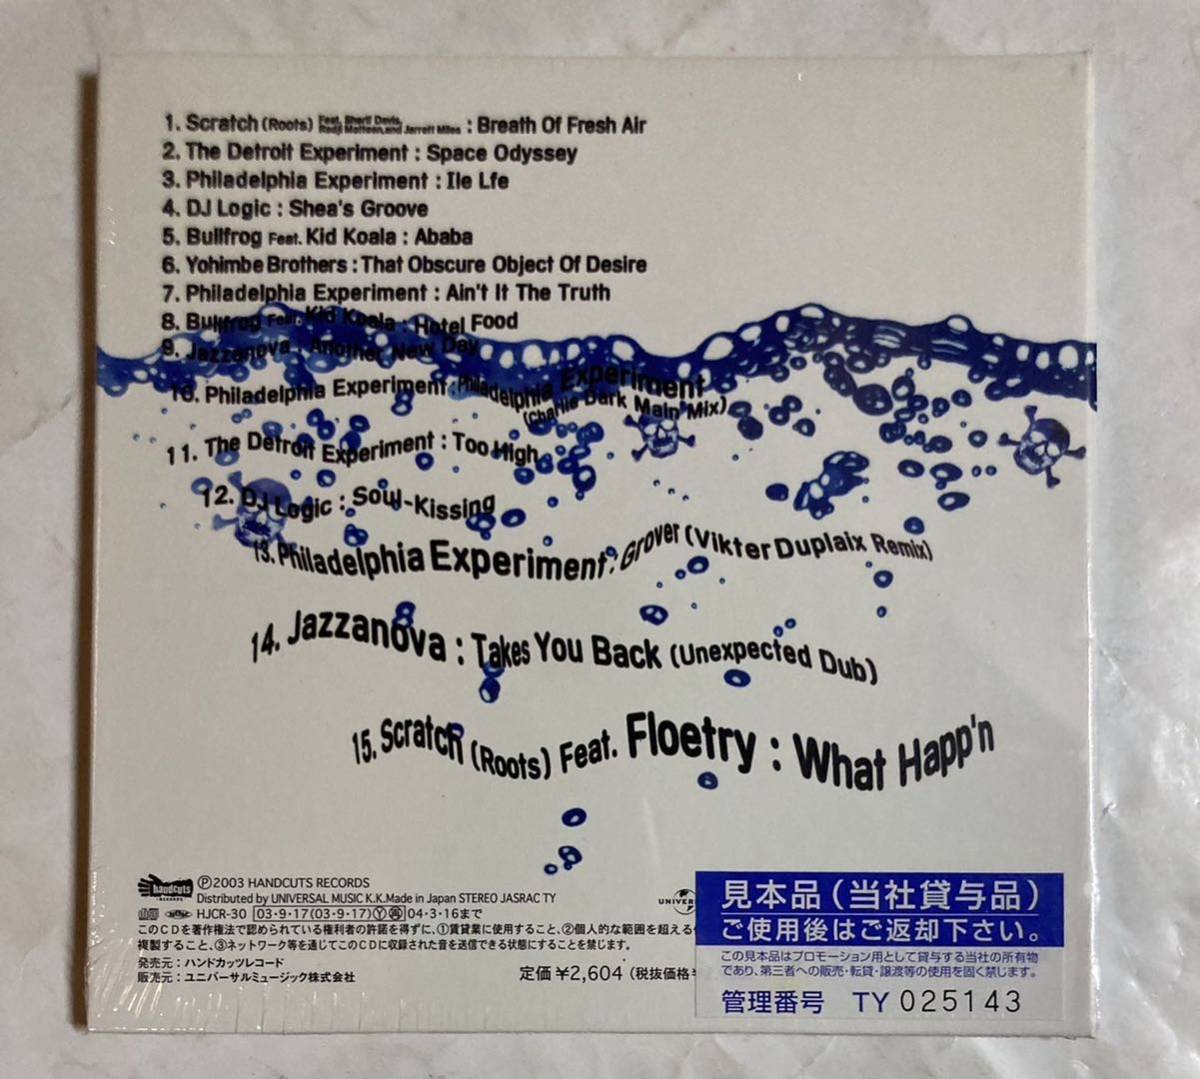 1. Scratch (Roots) Feat. Sherif Davis, Radji Matteen, and Jarrett Miles : Breath Of Fresh Air
2. The Detroit Experiment : Space Odyssey
3. Philadelphia Experiment : Ile Lfe
4. DJ Logic : Shea's Groove
5. Bullfrog Feat. Kid Koala : Ababa
6. Yohimbe Brothers : That Obscure Object Of Desire
7. Philadelphia Experiment : Ain't It The Truth
8. Bullfrog Feat. Kid Koala : Hotel Food
9. Jazzanova : Another New Day
10. Philadelphia Experiment : Philadelphia Experiment
(Charlie Dark Main Mix)
11. The Detroit Experiment : Too High
12. DJ Logic : Soul-Kissing
13. Philadelphia Experiment : Grover (Vikter Duplaix Remix)
14. Jazzanova : Takes You Back (Unexpected Dub)
15. Scratch (Roots) Feat. Floetry : What Happ'n
handcuts
RECORDS
Ⓟ2003 HANDCUTS RECORDS
Distributed by UNIVERSAL MUSIC K.K. Made in Japan STEREO JASRAC TY
HJCR-30 03・9・17(03・9・17)Ⓨ 04・3・16まで
このCDを著作権法で認められている権利者の許諾を得ずに、①賃貸業に使用すること、②個人的な範囲を超える
複製すること、③ネットワーク等を通じてこのCDに収録された音を送信できる状態にすることを禁じます。
発売元：ハンドカッツレコード
販売元：ユニバーサルミュージック株式会社
定価¥2,604 (税抜価格¥
UNIVER
見本品(当社貸与品)
ご使用後はご返却下さい。
この見本品はプロモーション用として貸与する当社の所有物
であり、第三者への販売・転貸・譲渡等の使用を固く禁じます。
管理番号 TY 025143